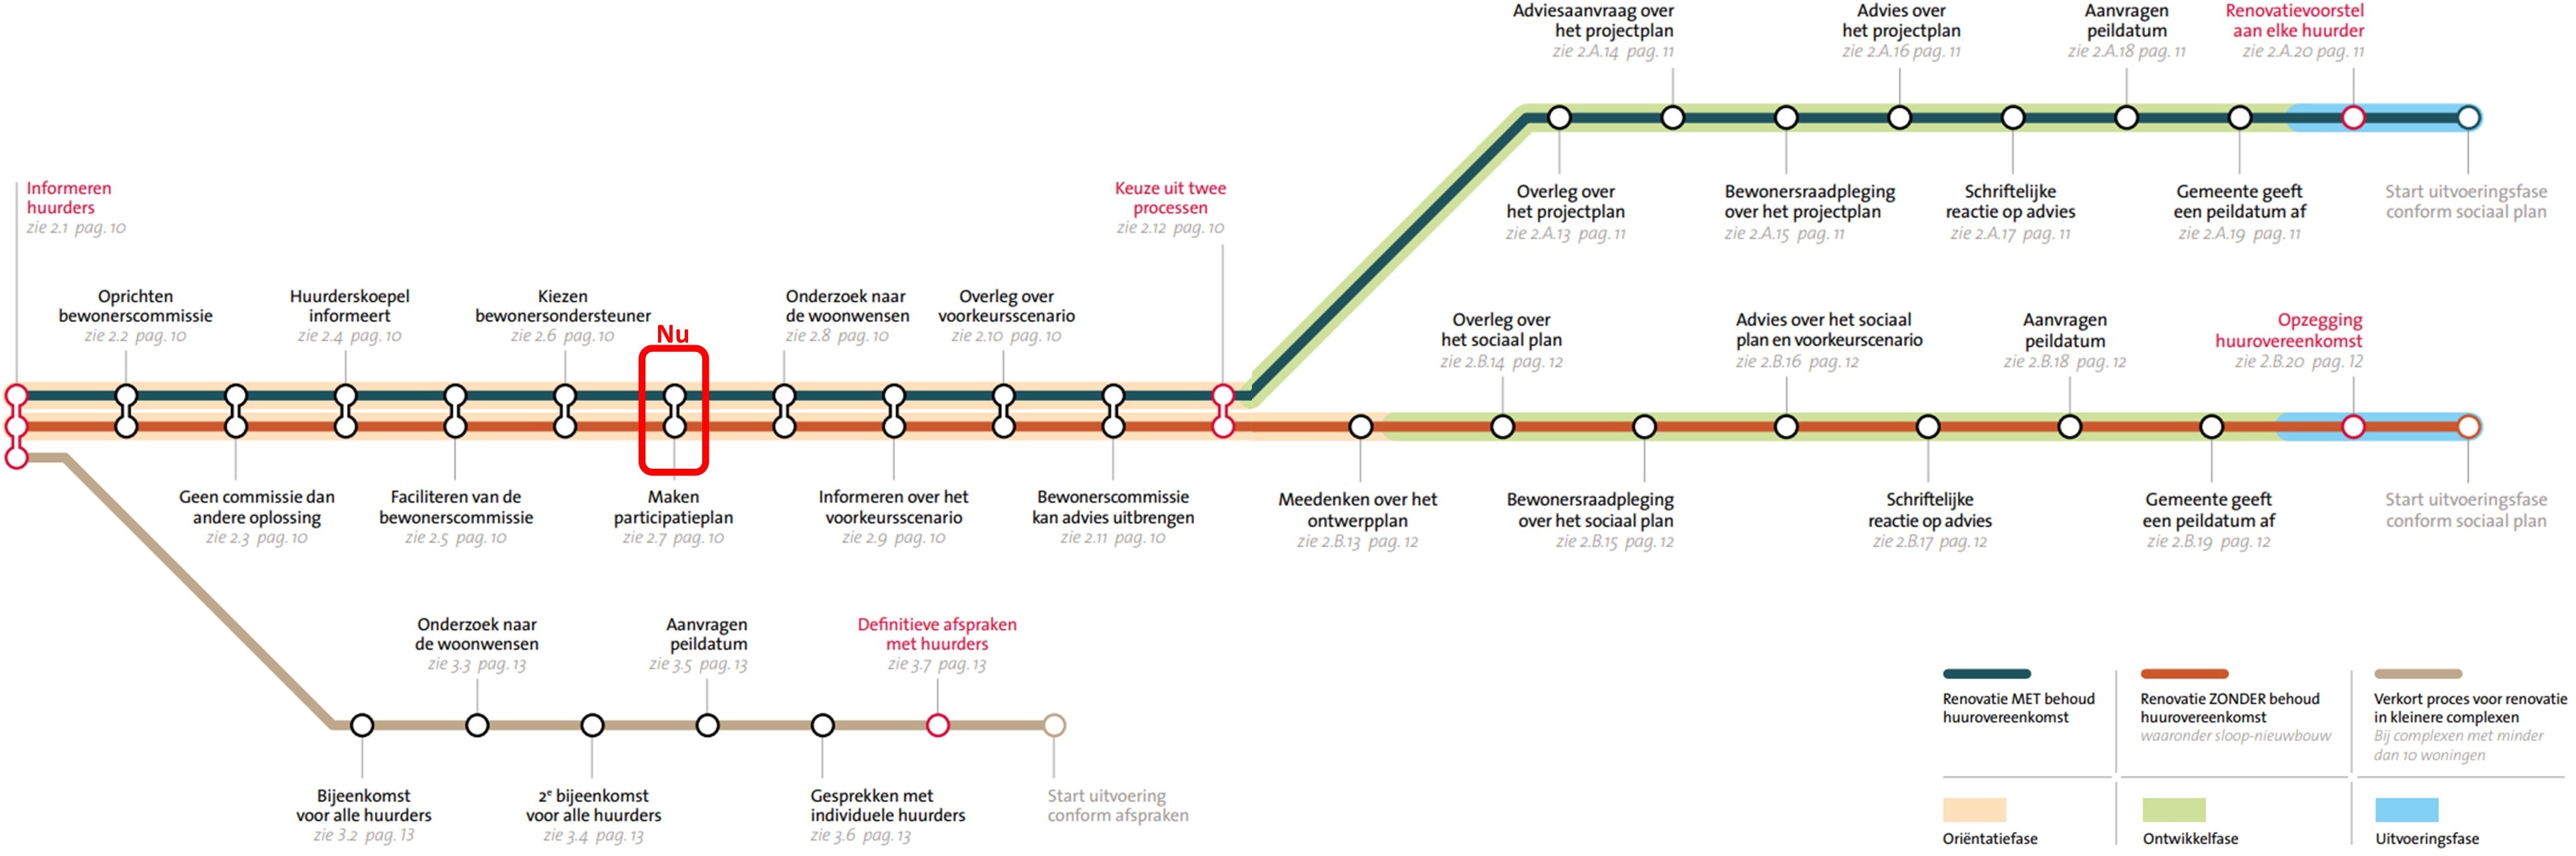 Adviesaanvraag over
het projectplan
zie 2.A.14 pag. 11
Advies over
het projectplan
zie 2.A.16 pag. 11
Aanvragen
peildatum
zie 2.A.18 pag. 11
Renovatievoorstel
aan elke huurder
zie 2.A.20 pag. 11
Overleg over
het projectplan
zie 2.A.13 pag. 11
Bewonersraadpleging
over het projectplan
zie 2.A.15 pag. 11
Schriftelijke
reactie op advies
zie 2.A.17 pag. 11
Gemeente geeft
een peildatum af
zie 2.A.19 pag. 11
Start uitvoeringsfase
conform sociaal plan
Informeren
huurders
zie 2.1 pag. 10
Keuze uit twee
processen
zie 2.12 pag. 10
Oprichten
bewonerscommissie
zie 2.2 pag. 10
Huurderskoepel
informeert
zie 2.4 pag. 10
Kiezen
bewonersondersteuner
zie 2.6 pag. 10
Nu
Onderzoek naar
de woonwensen
zie 2.8 pag. 10
Overleg over
voorkeursscenario
zie 2.10 pag. 10
Overleg over
het sociaal plan
zie 2.B.14 pag. 12
Advies over het sociaal
plan en voorkeurscenario
zie 2.B.16 pag. 12
Aanvragen
peildatum
zie 2.B.18 pag. 12
Opzegging
huurovereenkomst
zie 2.B.20 pag. 12
Geen commissie dan
andere oplossing
zie 2.3 pag. 10
Faciliteren van de
bewonerscommissie
zie 2.5 pag. 10
Maken
participatieplan
zie 2.7 pag. 10
Informeren over het
voorkeursscenario
zie 2.9 pag. 10
Bewonerscommissie
kan advies uitbrengen
zie 2.11 pag. 10
Meedenken over het
ontwerpplan
zie 2.B.13 pag. 12
Bewonersraadpleging
over het sociaal plan
zie 2.B.15 pag. 12
Schriftelijke
reactie op advies
zie 2.B.17 pag. 12
Gemeente geeft
een peildatum af
zie 2.B.19 pag. 12
Start uitvoeringsfase
conform sociaal plan
Onderzoek naar
de woonwensen
zie 3.3 pag. 13
Aanvragen
peildatum
zie 3.5 pag. 13
Definitieve afspraken
met huurders
zie 3.7 pag. 13
Bijeenkomst
voor alle huurders
zie 3.2 pag. 13
2e bijeenkomst
voor alle huurders
zie 3.4 pag. 13
Gesprekken met
individuele huurders
zie 3.6 pag. 13
Start uitvoering
conform afspraken
Renovatie MET behoud
huurovereenkomst
Renovatie ZONDER behoud
huurovereenkomst
waaronder sloop-nieuwbouw
Verkort proces voor renovatie
in kleinere complexen
Bij complexen met minder
dan 10 woningen
Oriëntatiefase
Ontwikkelfase
Uitvoeringsfase